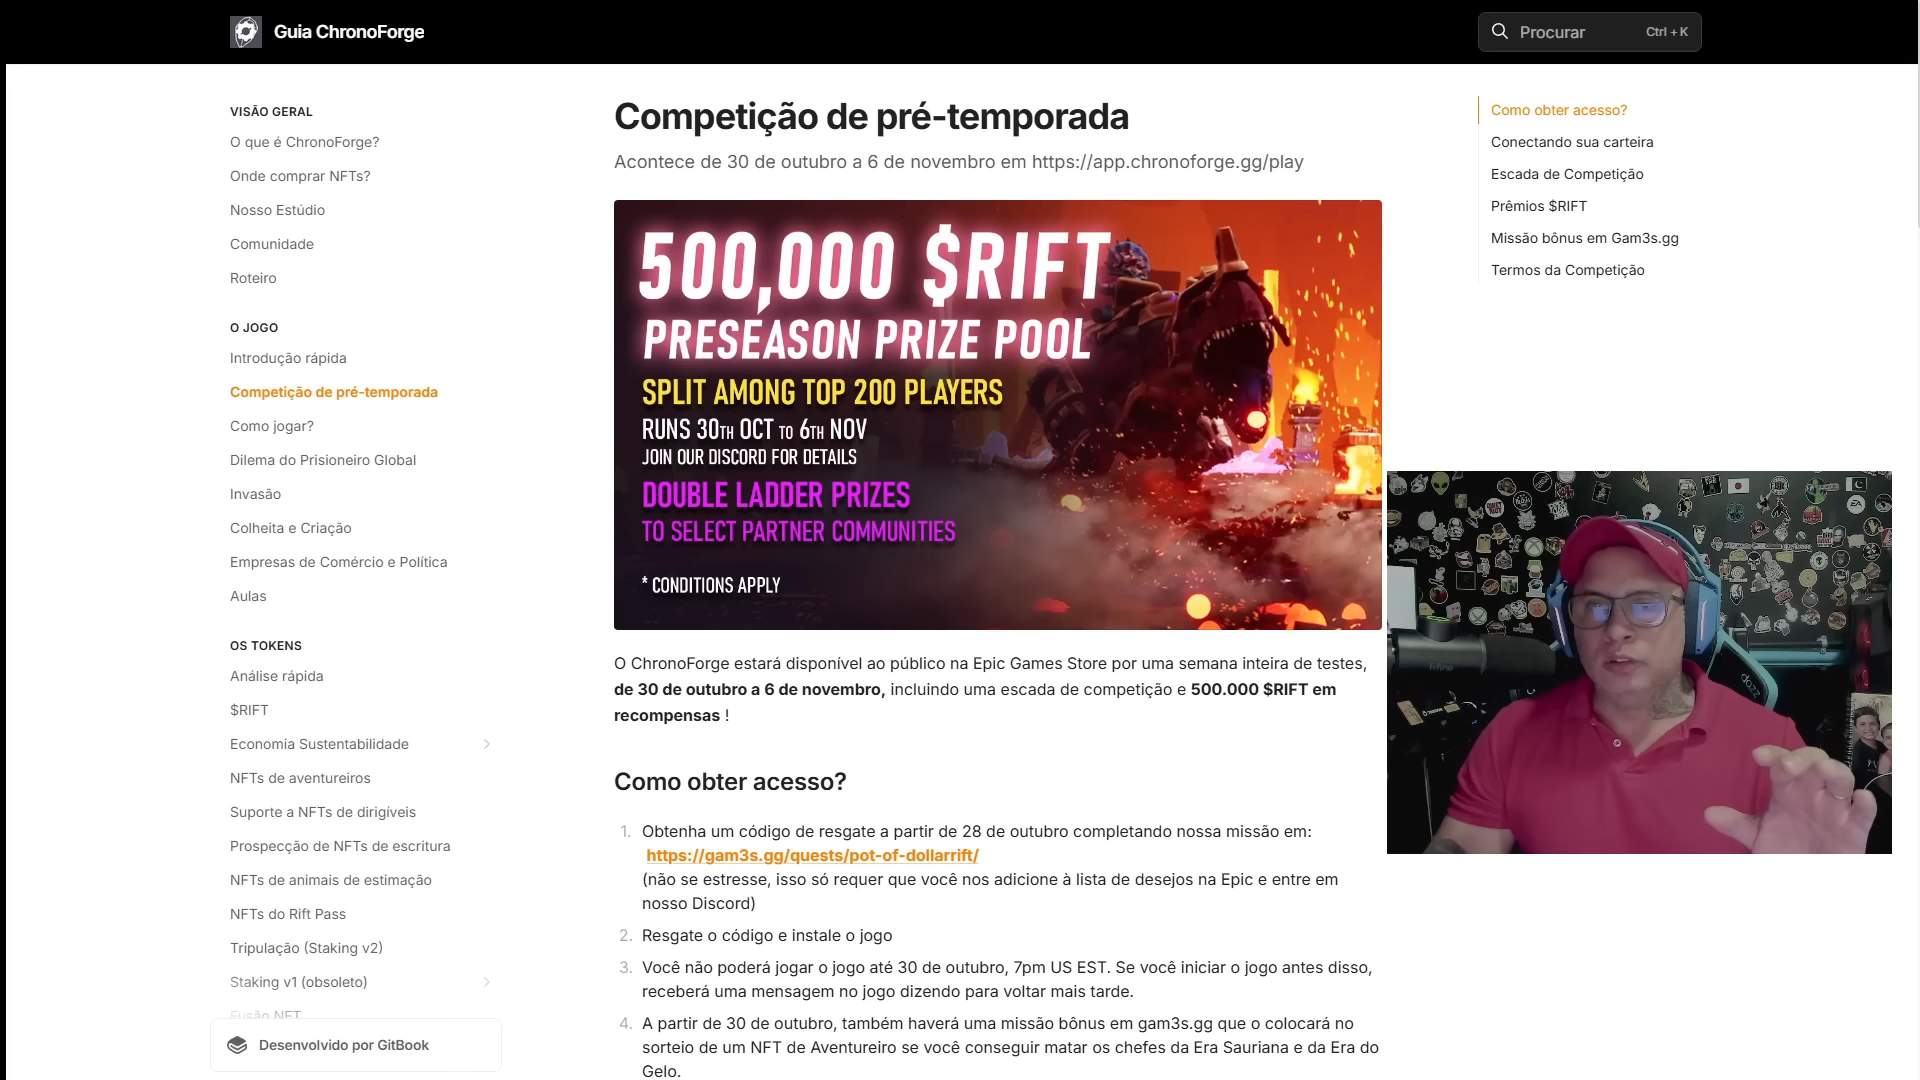 Guia ChronoForge
Procurar
Ctrl + K
VISÃO GERAL
O que é ChronoForge?
Onde comprar NFTs?
Nosso Estúdio
Comunidade
Roteiro
O JOGO
Introdução rápida
Competição de pré-temporada
Como jogar?
Dilema do Prisioneiro Global
Invasão
Colheita e Criação
Empresas de Comércio e Política
Aulas
OS TOKENS
Análise rápida
$RIFT
Economia Sustentabilidade
NFTs de aventureiros
Suporte a NFTs de dirigíveis
Prospecção de NFTs de escritura
NFTs de animais de estimação
NFTs do Rift Pass
Tripulação (Staking v2)
Staking v1 (obsoleto)
Fusão NFT
Desenvolvido por GitBook
Competição de pré-temporada
Acontece de 30 de outubro a 6 de novembro em https://app.chronoforge.gg/play
500,000 $RIFT
PRESEASON PRIZE POOL
SPLIT AMONG TOP 200 PLAYERS
RUNS 30TH OCT TO 6TH NOV
JOIN OUR DISCORD FOR DETAILS
DOUBLE LADDER PRIZES
TO SELECT PARTNER COMMUNITIES
* CONDITIONS APPLY
O ChronoForge estará disponível ao público na Epic Games Store por uma semana inteira de testes,
de 30 de outubro a 6 de novembro, incluindo uma escada de competição e 500.000 $RIFT em
recompensas !
Como obter acesso?
1. Obtenha um código de resgate a partir de 28 de outubro completando nossa missão em:
https://gam3s.gg/quests/pot-of-dollarrift/
(não se estresse, isso só requer que você nos adicione à lista de desejos na Epic e entre em
nosso Discord)
2. Resgate o código e instale o jogo
3. Você não poderá jogar o jogo até 30 de outubro, 7pm US EST. Se você iniciar o jogo antes disso,
receberá uma mensagem no jogo dizendo para voltar mais tarde.
4. A partir de 30 de outubro, também haverá uma missão bônus em gam3s.gg que o colocará no
sorteio de um NFT de Aventureiro se você conseguir matar os chefes da Era Sauriana e da Era do
Gelo.
Como obter acesso?
Conectando sua carteira
Escada de Competição
Prêmios $RIFT
Missão bônus em Gam3s.gg
Termos da Competição
EA
fifine
dazz